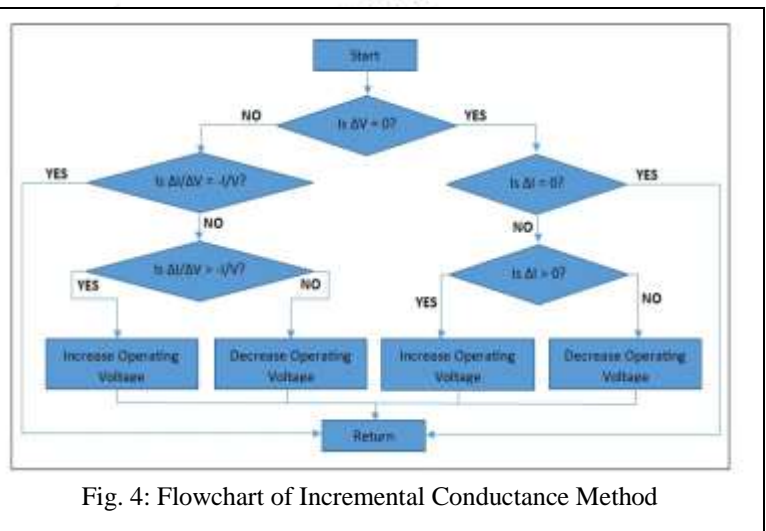 Start
NO
Is ΔV = 0?
YES
YES
Is ΔI/ΔV = -I/V?
Is ΔI = 0?
YES
NO
NO
Is ΔI/ΔV > -I/V?
Is ΔI > 0?
YES
NO
YES
NO
Increase Operating
Voltage
Decrease Operating
Voltage
Increase Operating
Voltage
Decrease Operating
Voltage
Return
Fig. 4: Flowchart of Incremental Conductance Method